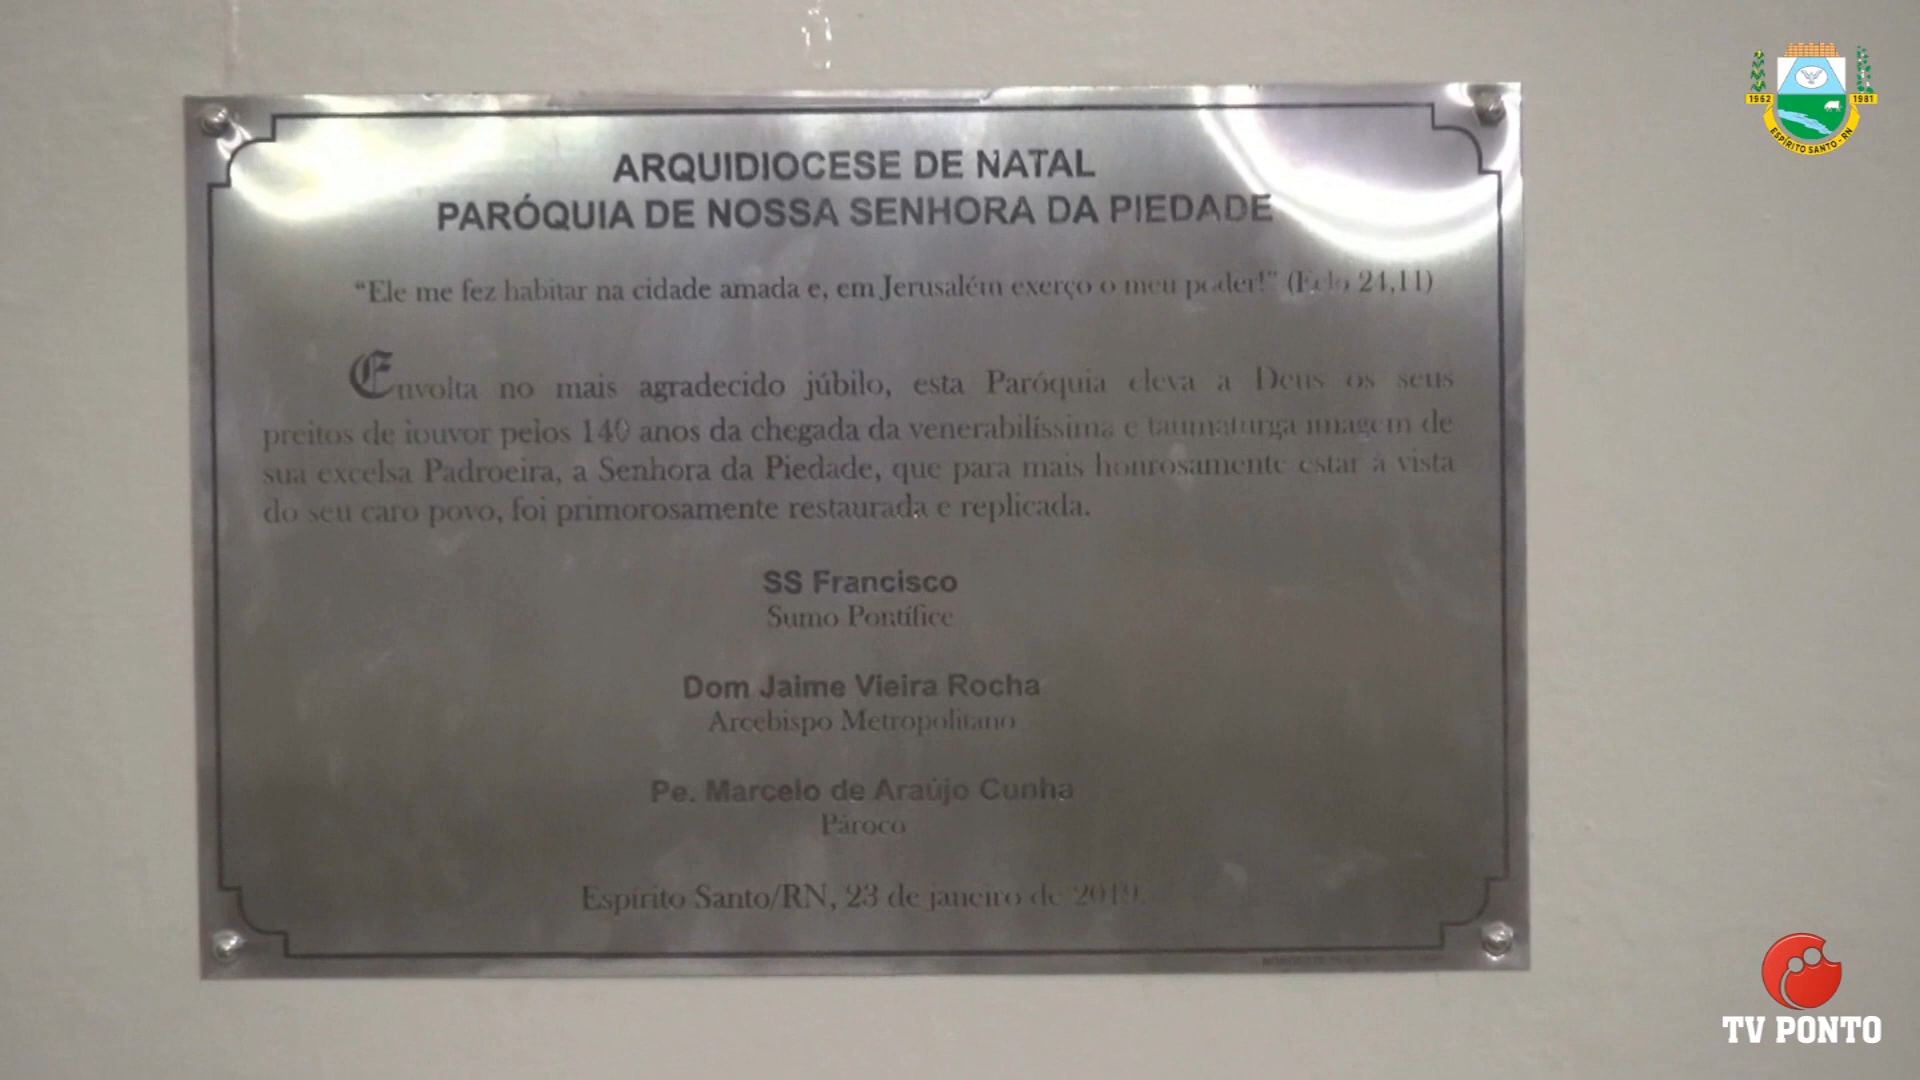 ARQUIDIOCESE DE NATAL
PARÓQUIA DE NOSSA SENHORA DA PIEDADE
“Ele me fez habitar na cidade amada e, em Jerusalém exerço o meu poder!” (Eclo 24,11)
Envolta no mais agradecido júbilo, esta Paróquia eleva a Deus os seus
preitos de louvor pelos 140 anos da chegada da venerabilíssima e taumaturga imagem de
sua excelsa Padroeira, a Senhora da Piedade, que para mais honrosamente estar à vista
do seu caro povo, foi primorosamente restaurada e replicada.
SS Francisco
Sumo Pontífice
Dom Jaime Vieira Rocha
Arcebispo Metropolitano
Pe. Marcelo de Araújo Cunha
Pároco
Espírito Santo/RN, 23 de janeiro de 2019.
1962 1981
ESPÍRITO SANTO - RN
TV PONTO